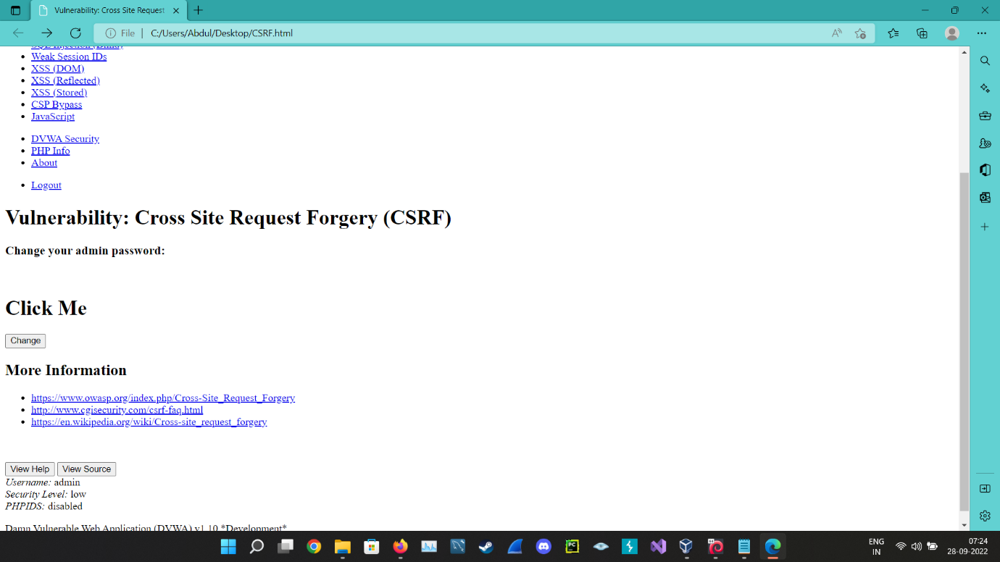 Vulnerability: Cross Site Request
File | C:/Users/Abdul/Desktop/CSRF.html
SQL Injection (Blind)
Weak Session IDs
XSS (DOM)
XSS (Reflected)
XSS (Stored)
CSP Bypass
JavaScript
DVWA Security
PHP Info
About
Logout
Vulnerability: Cross Site Request Forgery (CSRF)
Change your admin password:
Click Me
Change
More Information
https://www.owasp.org/index.php/Cross-Site_Request_Forgery
http://www.cgisecurity.com/csrf-faq.html
https://en.wikipedia.org/wiki/Cross-site_request_forgery
View Help View Source
Username: admin
Security Level: low
PHPIDS: disabled
Damn Vulnerable Web Application (DVWA) v1.10 *Development*
ENG 07:24
IN 28-09-2022